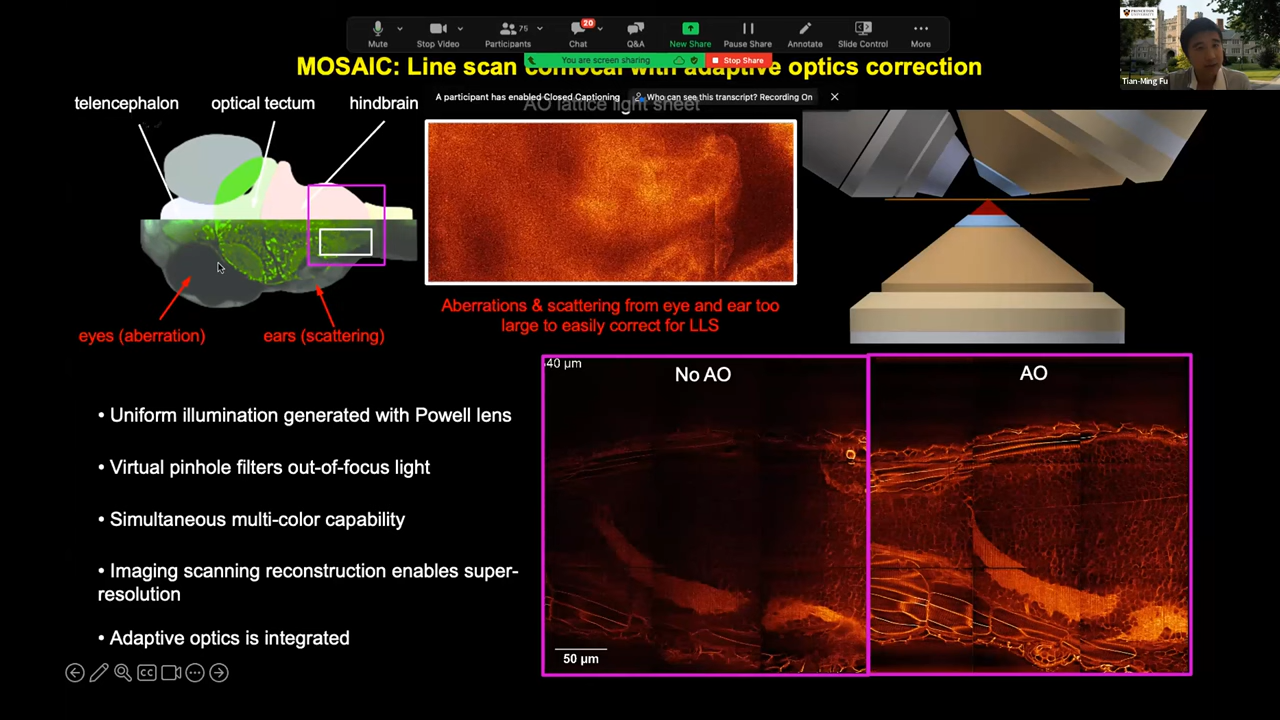 Mute
Stop Video
75
Participants
20
Chat
Q&A
New Share
Pause Share
Annotate
Slide Control
More
You are screen sharing
Stop Share
PRINCETON
UNIVERSITY
Tian-Ming Fu
MOSAIC: Line scan confocal with adaptive optics correction
A participant has enabled Closed Captioning
Who can see this transcript? Recording On
telencephalon
optical tectum
hindbrain
AO lattice light sheet
eyes (aberration)
ears (scattering)
Aberrations & scattering from eye and ear too
large to easily correct for LLS
• Uniform illumination generated with Powell lens
• Virtual pinhole filters out-of-focus light
• Simultaneous multi-color capability
• Imaging scanning reconstruction enables super-
resolution
• Adaptive optics is integrated
40 µm
No AO
AO
50 µm
CC